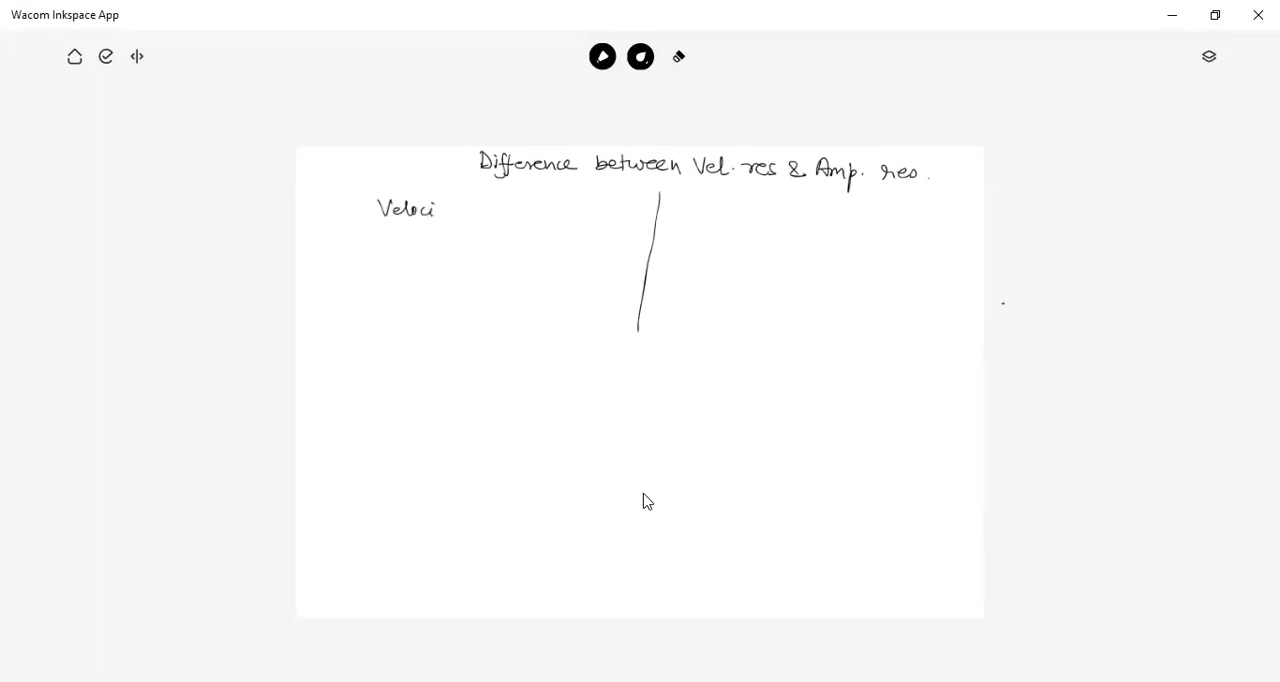 Wacom Inkspace App
Difference between Vel. res & Amp. res.
Veloci